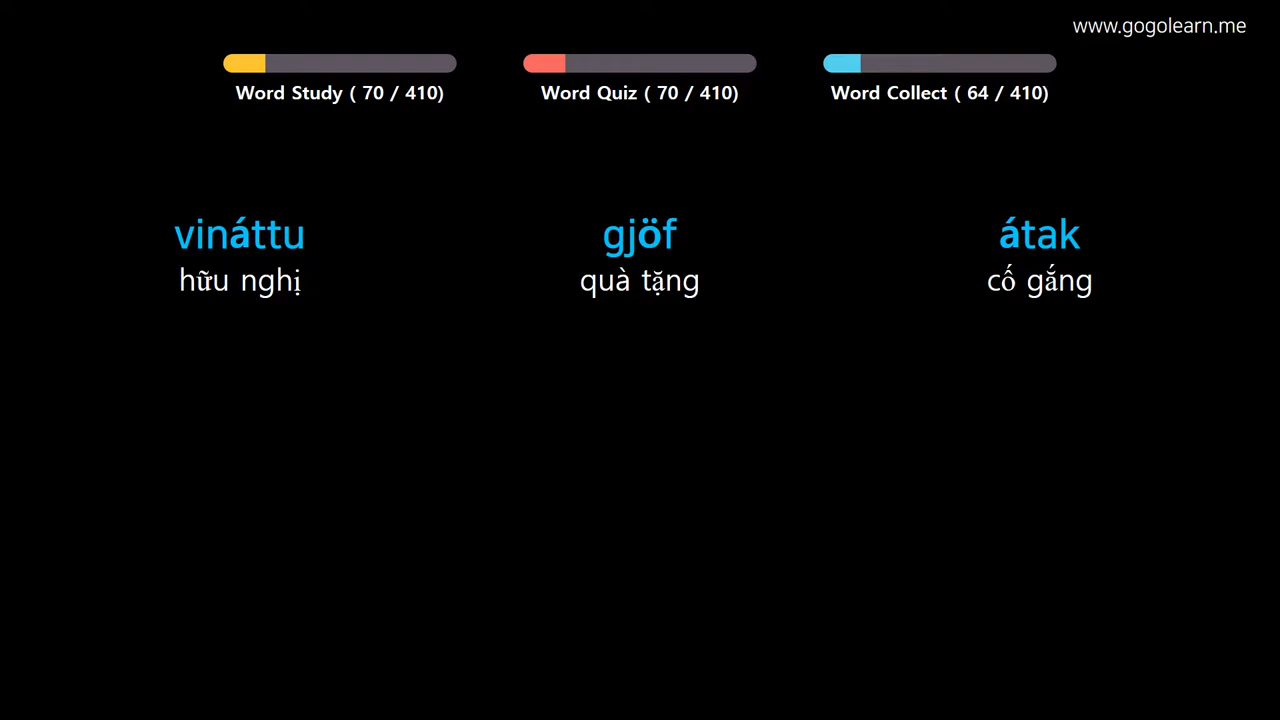 www.gogolearn.me
Word Study ( 70 / 410)
Word Quiz ( 70 / 410)
Word Collect ( 64 / 410)
vináttu
hữu nghị
gjöf
quà tặng
átak
cố gắng